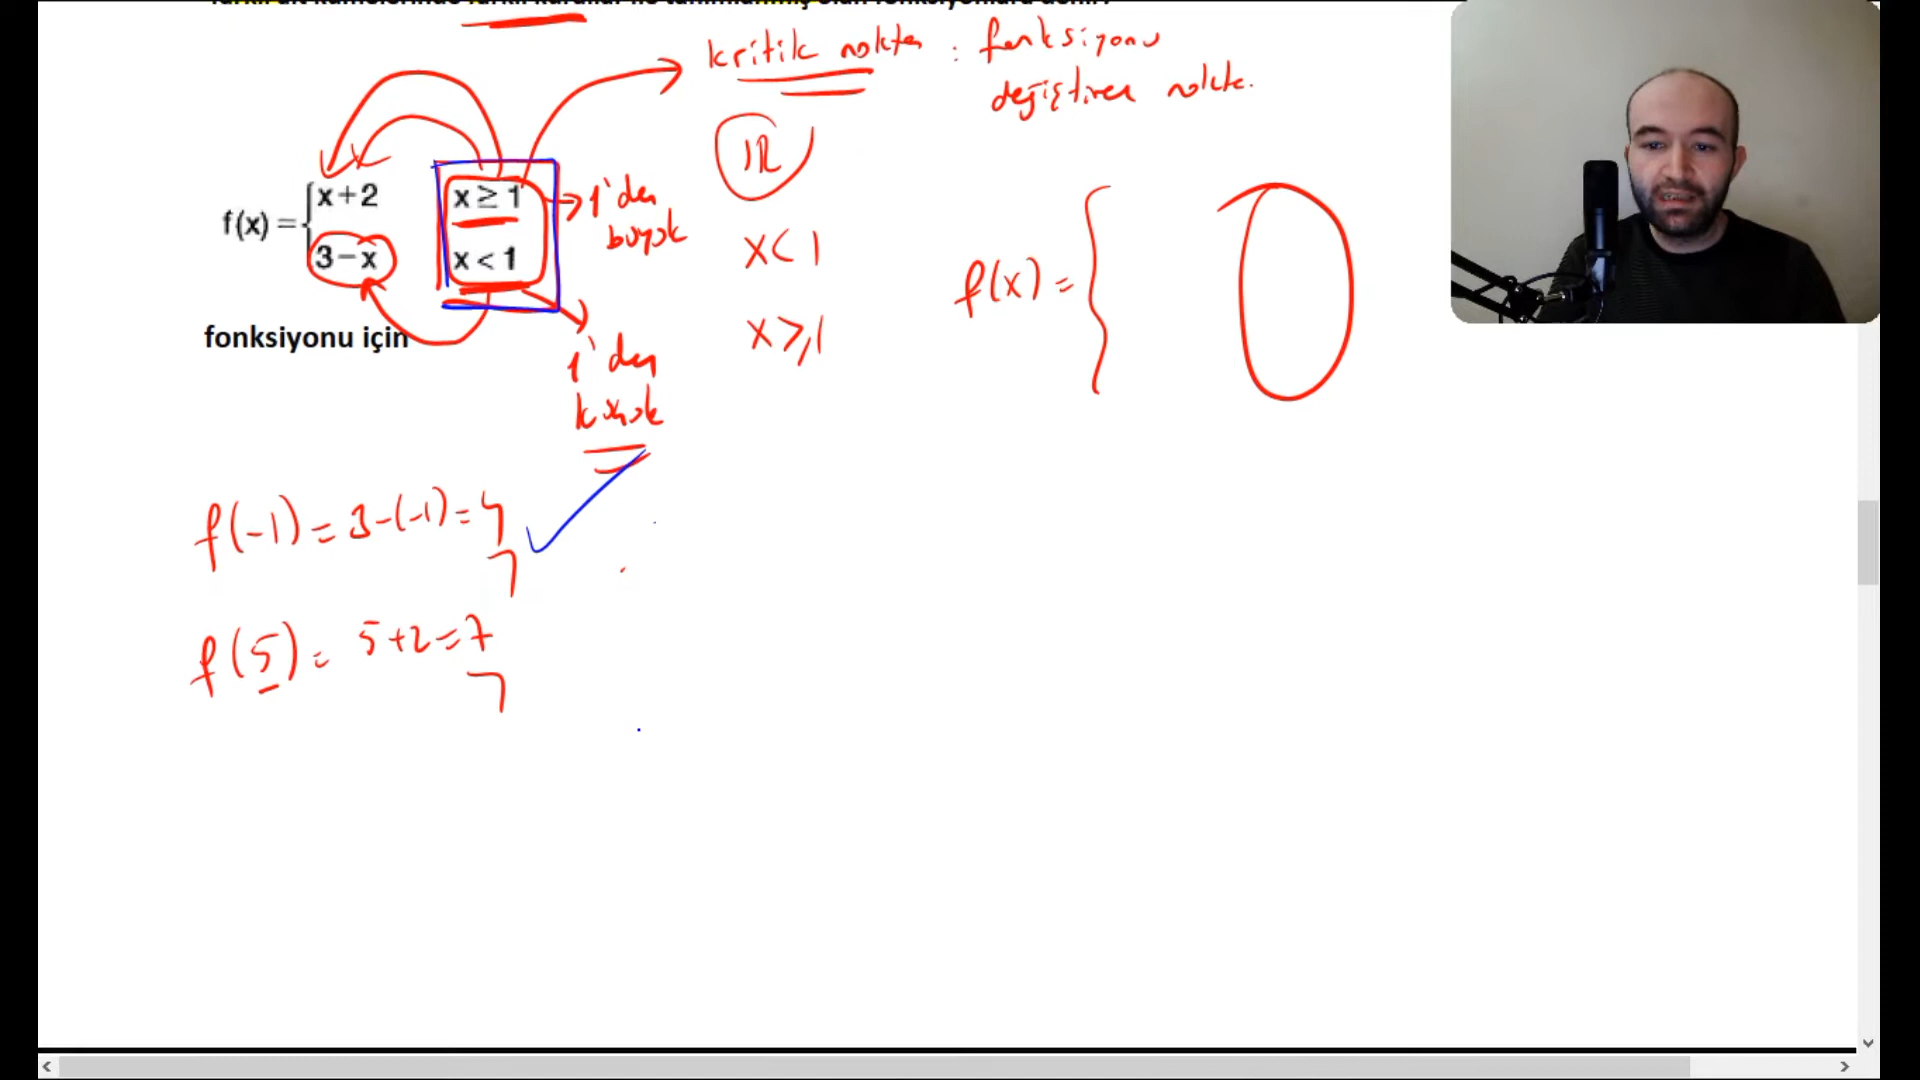 kritik nokta : fonksiyonu
değiştiren nokta.
IR
f(x) = { x+2 x ≥ 1
3−x x < 1
1'den
büyük
x < 1
x ≥ 1
f(x) = {
fonksiyonu için
1'den
küçük
f(-1) = 3-(-1) = 4
f(5) = 5+2 = 7